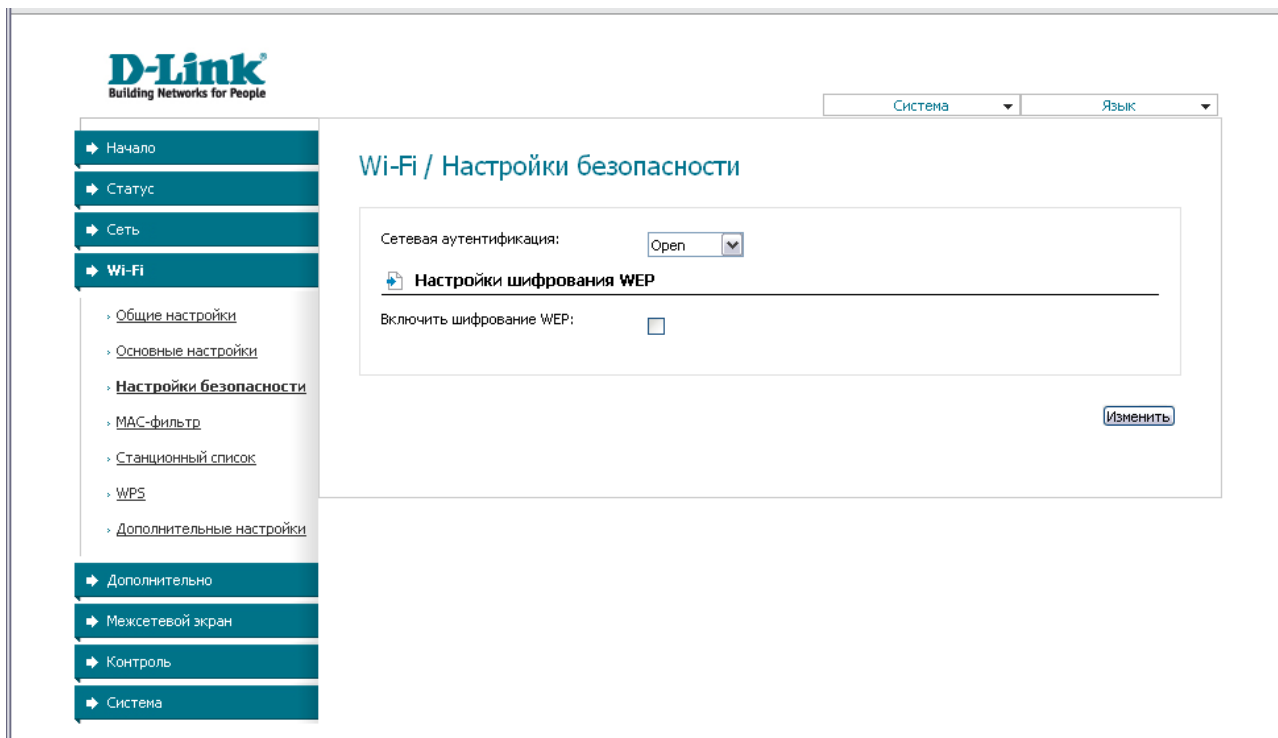 D-Link
Building Networks for People
Система
Язык
Начало
Статус
Сеть
Wi-Fi
Общие настройки
Основные настройки
Настройки безопасности
MAC-фильтр
Станционный список
WPS
Дополнительные настройки
Дополнительно
Межсетевой экран
Контроль
Система
Wi-Fi / Настройки безопасности
Сетевая аутентификация: Open
Настройки шифрования WEP
Включить шифрование WEP:
Изменить